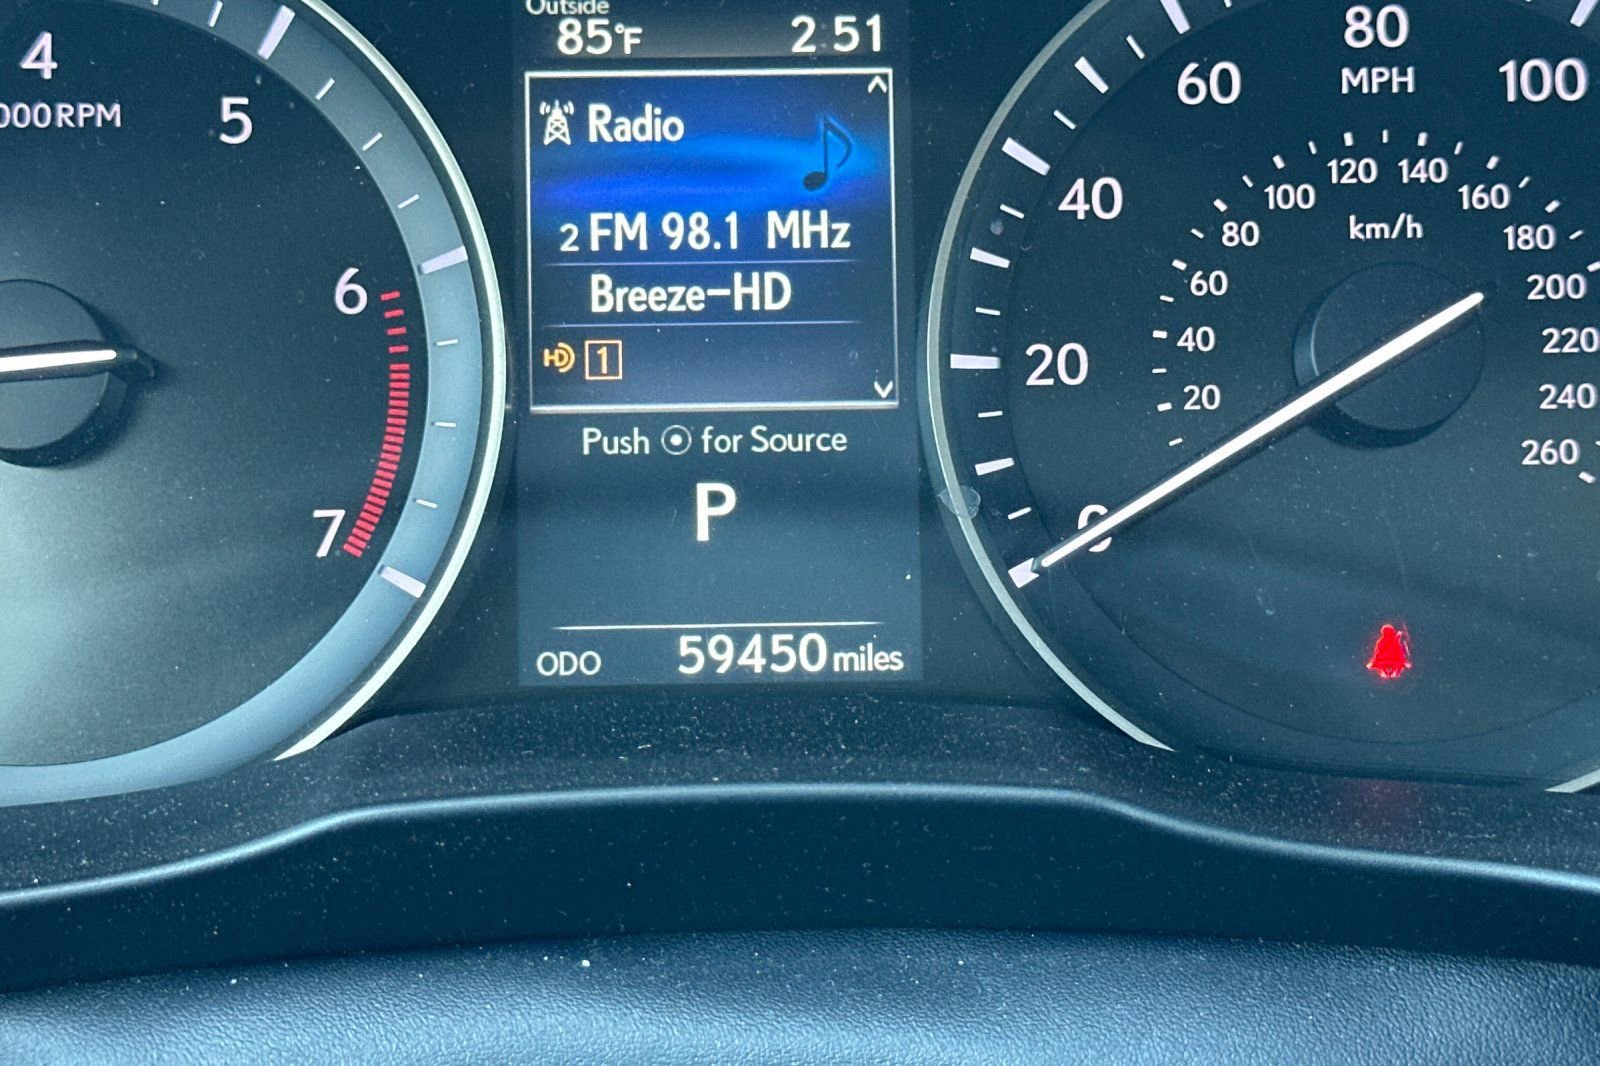 Outside
85°F 2:51
Radio
2 FM 98.1 MHz
Breeze-HD
HD 1
Push for Source
P
ODO 59450 miles
4
000RPM
5
6
7
0
20
40
60
80
MPH
100
20
40
60
80
100
120
140
160
180
200
220
240
260
km/h